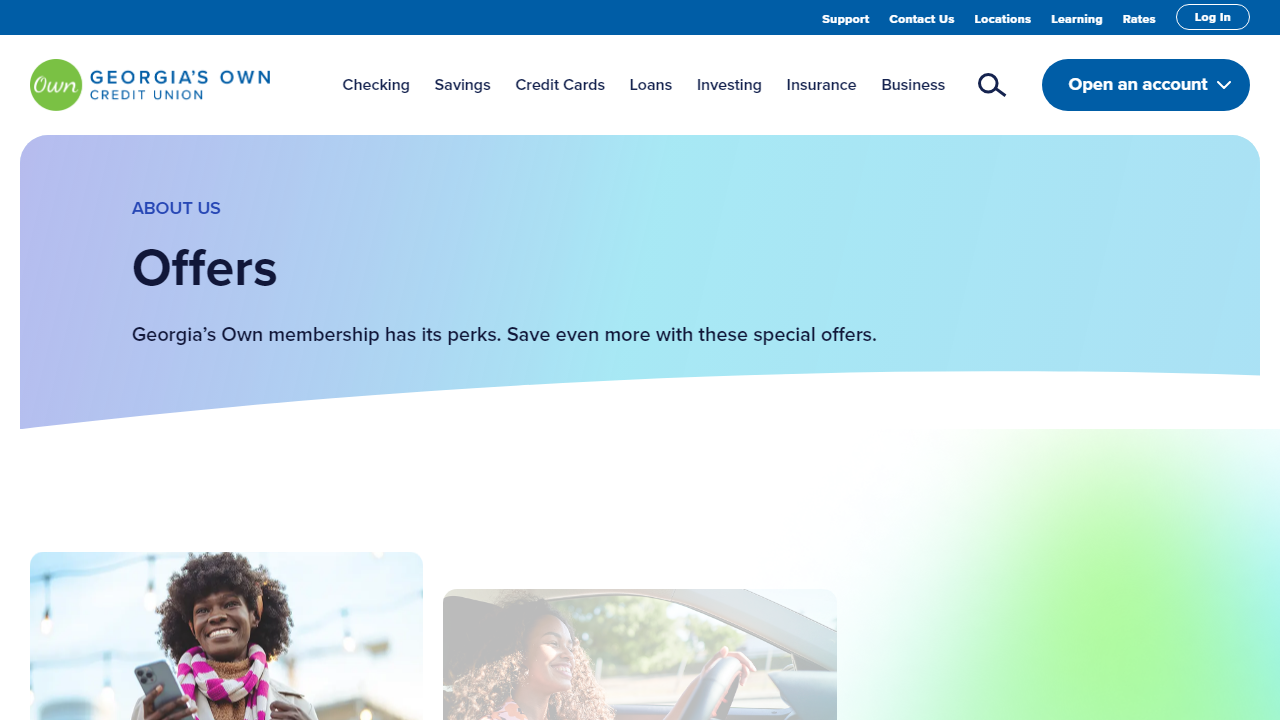 Support Contact Us Locations Learning Rates Log In
Own GEORGIA'S OWN
CREDIT UNION
Checking Savings Credit Cards Loans Investing Insurance Business Open an account
ABOUT US
Offers
Georgia’s Own membership has its perks. Save even more with these special offers.